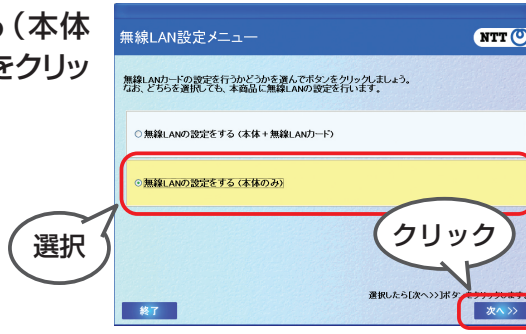 る（本体
をクリッ
無線LAN設定メニュー
NTT
無線LANカードの設定を行うかどうかを選んでボタンをクリックしましょう。
なお、どちらを選択しても、本商品に無線LANの設定を行います。
無線LANの設定をする（本体＋無線LANカード）
無線LANの設定をする（本体のみ）
選択
クリック
選択したら[次へ>>]ボタンをクリックします。
終了
次へ>>